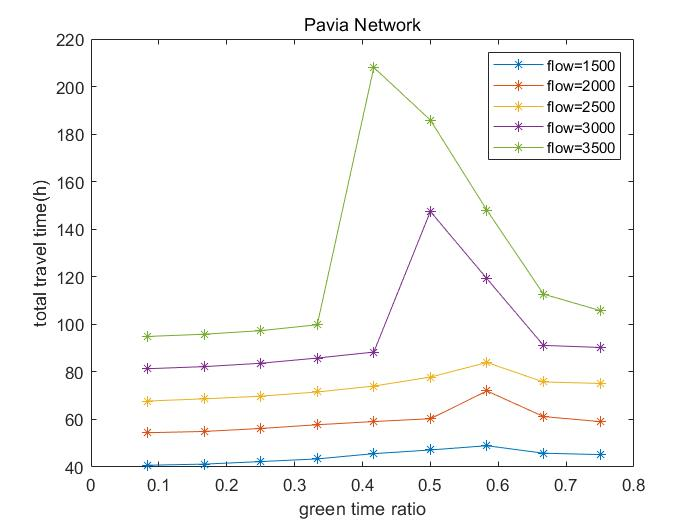 Pavia Network
220
200
180
160
140
120
100
80
60
40
total travel time(h)
0
0.1
0.2
0.3
0.4
0.5
0.6
0.7
0.8
green time ratio
flow=1500
flow=2000
flow=2500
flow=3000
flow=3500